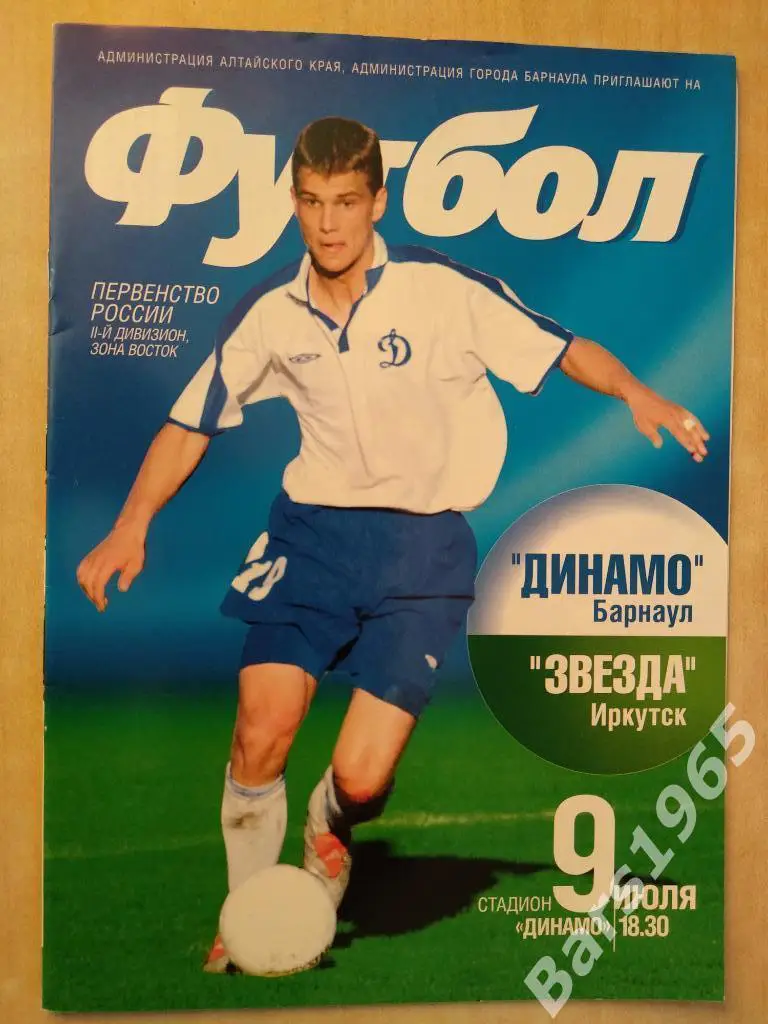 АДМИНИСТРАЦИЯ АЛТАЙСКОГО КРАЯ, АДМИНИСТРАЦИЯ ГОРОДА БАРНАУЛА ПРИГЛАШАЮТ НА
Футбол
ПЕРВЕНСТВО
РОССИИ
II-Й ДИВИЗИОН,
ЗОНА ВОСТОК
Д
19
"ДИНАМО"
Барнаул
"ЗВЕЗДА"
Иркутск
9 ИЮЛЯ
СТАДИОН
«ДИНАМО» 18.30
Bars1965